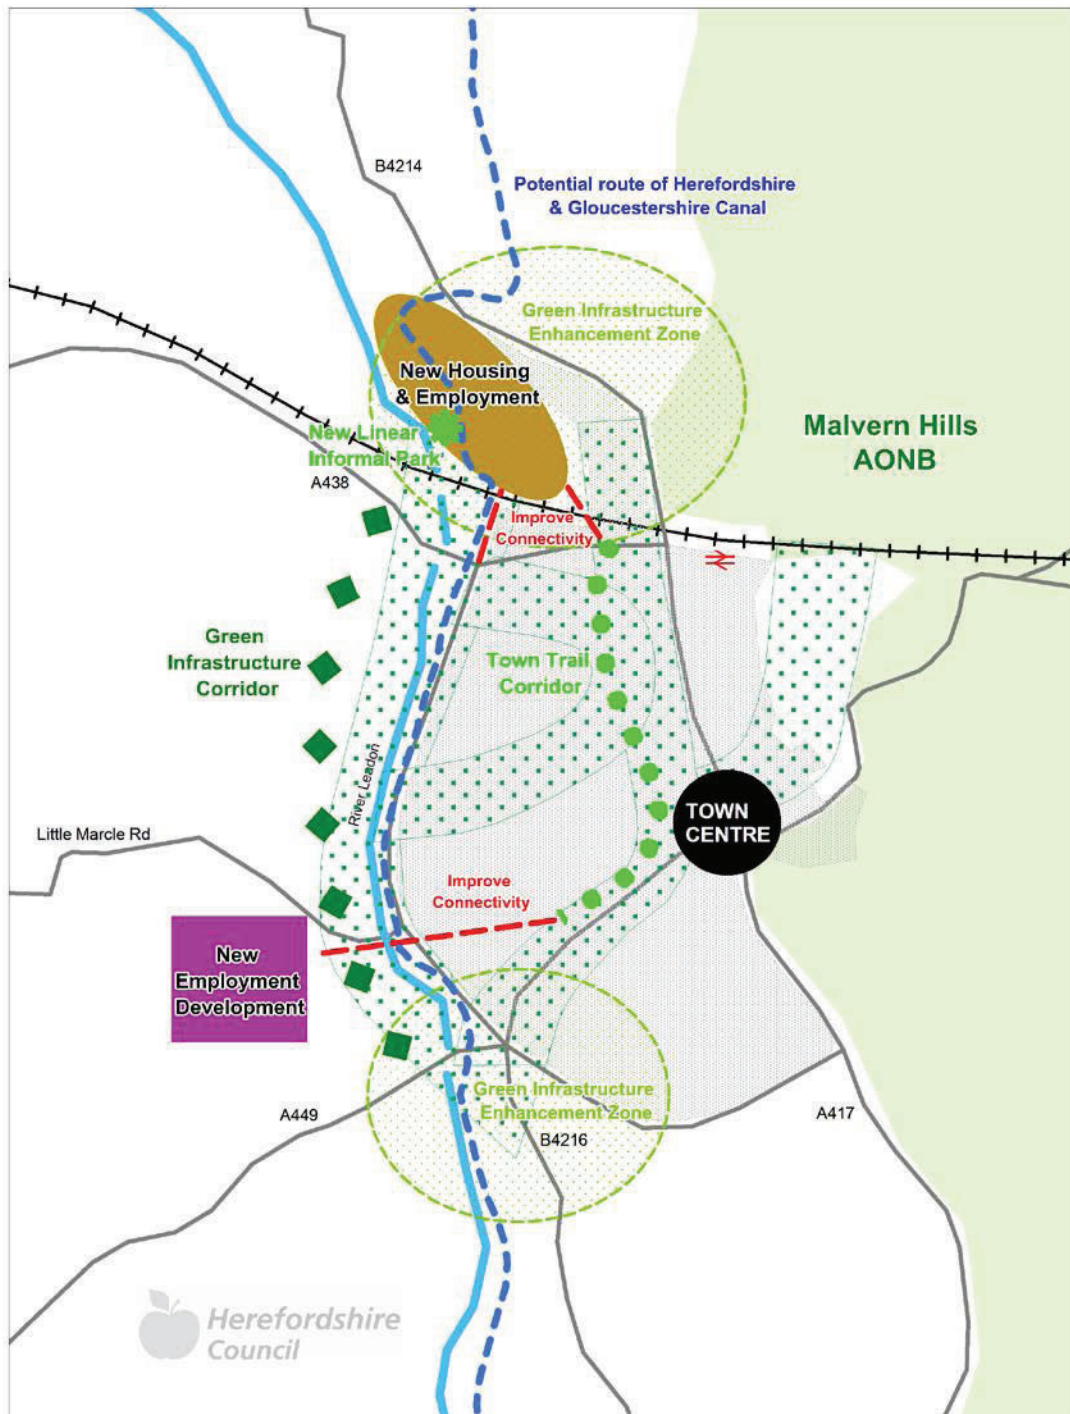 B4214
Potential route of Herefordshire
& Gloucestershire Canal
Green Infrastructure
Enhancement Zone
New Housing
& Employment
Malvern Hills
AONB
New Linear
Informal Park
A438
Improve
Connectivity
Green
Infrastructure
Corridor
Town Trail
Corridor
River Leadon
TOWN
CENTRE
Little Marcle Rd
Improve
Connectivity
New
Employment
Development
Green Infrastructure
Enhancement Zone
A449
B4216
A417
Herefordshire
Council